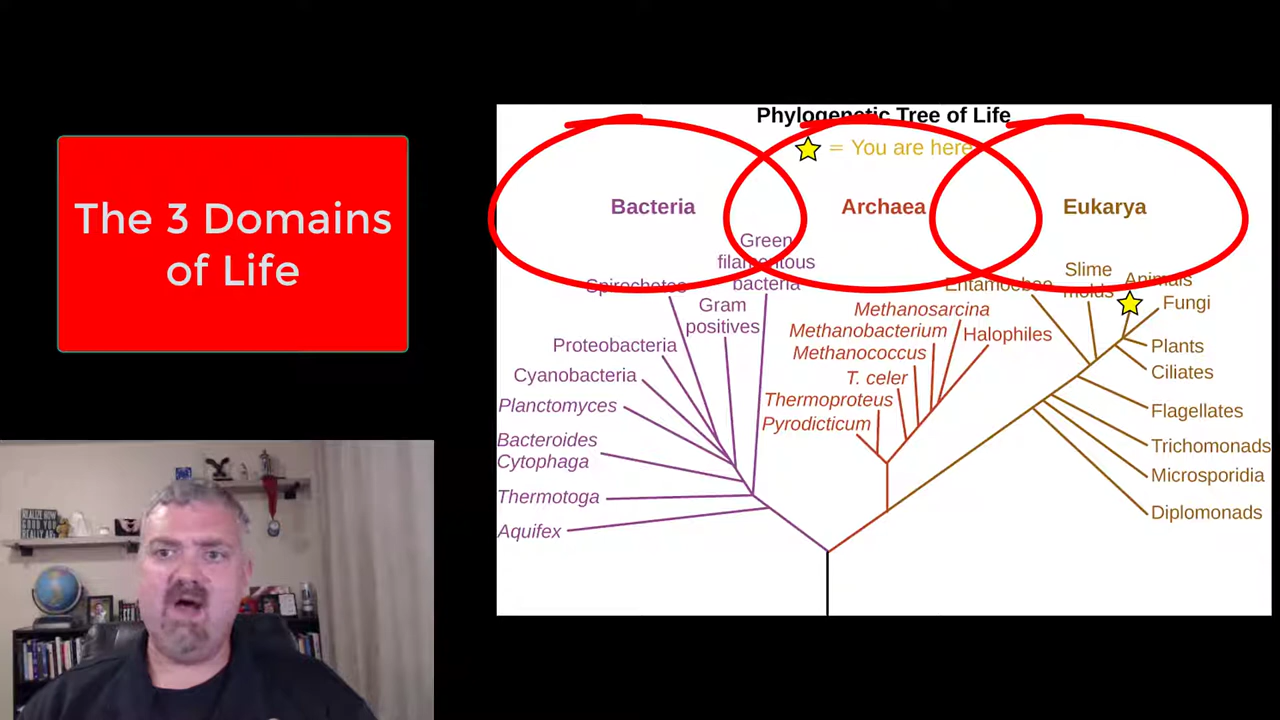 The 3 Domains
of Life
Phylogenetic Tree of Life
= You are here
Bacteria
Archaea
Eukarya
Green
filamentous
bacteria
Spirochetes
Gram
positives
Proteobacteria
Cyanobacteria
Planctomyces
Bacteroides
Cytophaga
Thermotoga
Aquifex
Methanosarcina
Methanobacterium
Halophiles
Methanococcus
T. celer
Thermoproteus
Pyrodicticum
Entamoebae
Slime
molds
Animals
Fungi
Plants
Ciliates
Flagellates
Trichomonads
Microsporidia
Diplomonads